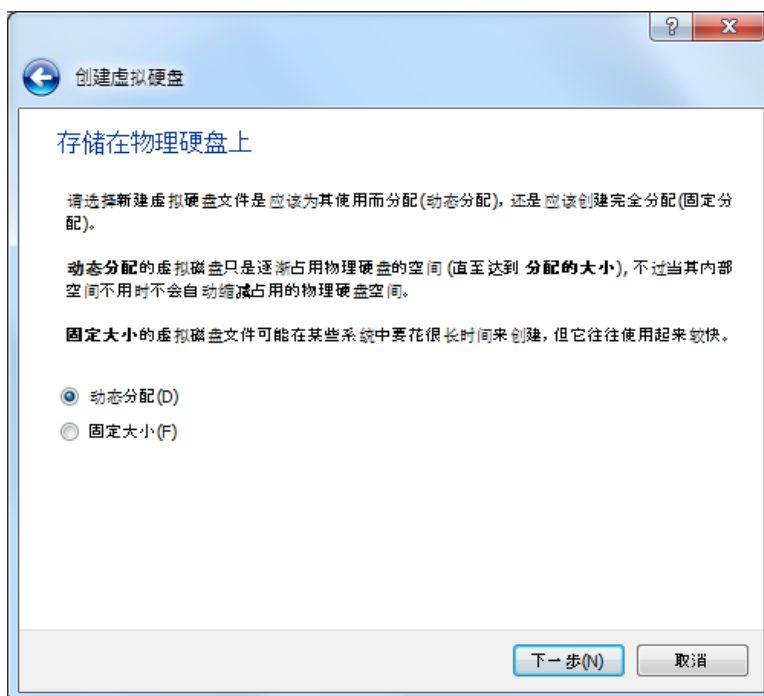 ?
创建虚拟硬盘
存储在物理硬盘上
请选择新建虚拟硬盘文件是应该为其使用而分配(动态分配)，还是应该创建完全分配(固定分
配)。
动态分配的虚拟磁盘只是逐渐占用物理硬盘的空间 (直至达到 分配的大小)，不过当其内部
空间不用时不会自动缩减占用的物理硬盘空间。
固定大小的虚拟磁盘文件可能在某些系统中要花很长时间来创建，但它往往使用起来较快。
动态分配(D)
固定大小(F)
下一步(N) 取消